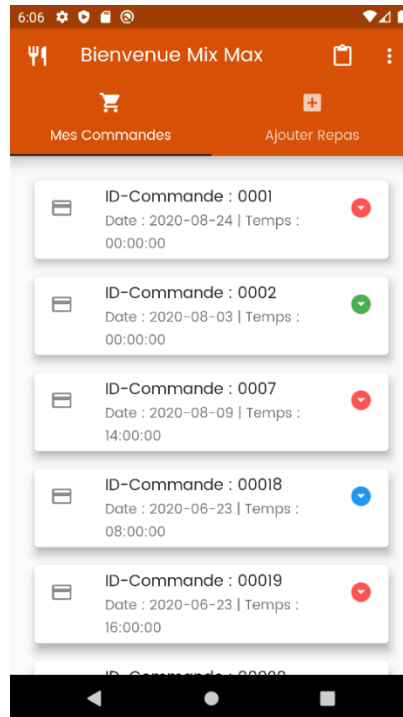 6:06
Bienvenue Mix Max
Mes Commandes
Ajouter Repas
ID-Commande : 0001
Date : 2020-08-24 | Temps :
00:00:00
ID-Commande : 0002
Date : 2020-08-03 | Temps :
00:00:00
ID-Commande : 0007
Date : 2020-08-09 | Temps :
14:00:00
ID-Commande : 00018
Date : 2020-06-23 | Temps :
08:00:00
ID-Commande : 00019
Date : 2020-06-23 | Temps :
16:00:00
ID-Commande :